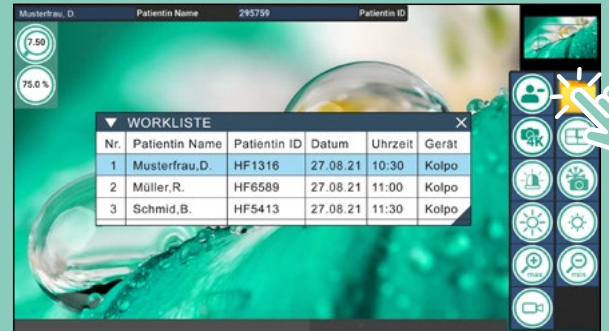 Musterfrau, D. Patientin Name 295759 Patientin ID
7.50
75.0 %
WORKLISTE
Nr. Patientin Name Patientin ID Datum Uhrzeit Gerät
1 Musterfrau,D. HF1316 27.08.21 10:30 Kolpo
2 Müller,R. HF6589 27.08.21 11:00 Kolpo
3 Schmid,B. HF5413 27.08.21 11:30 Kolpo
4K
max
min